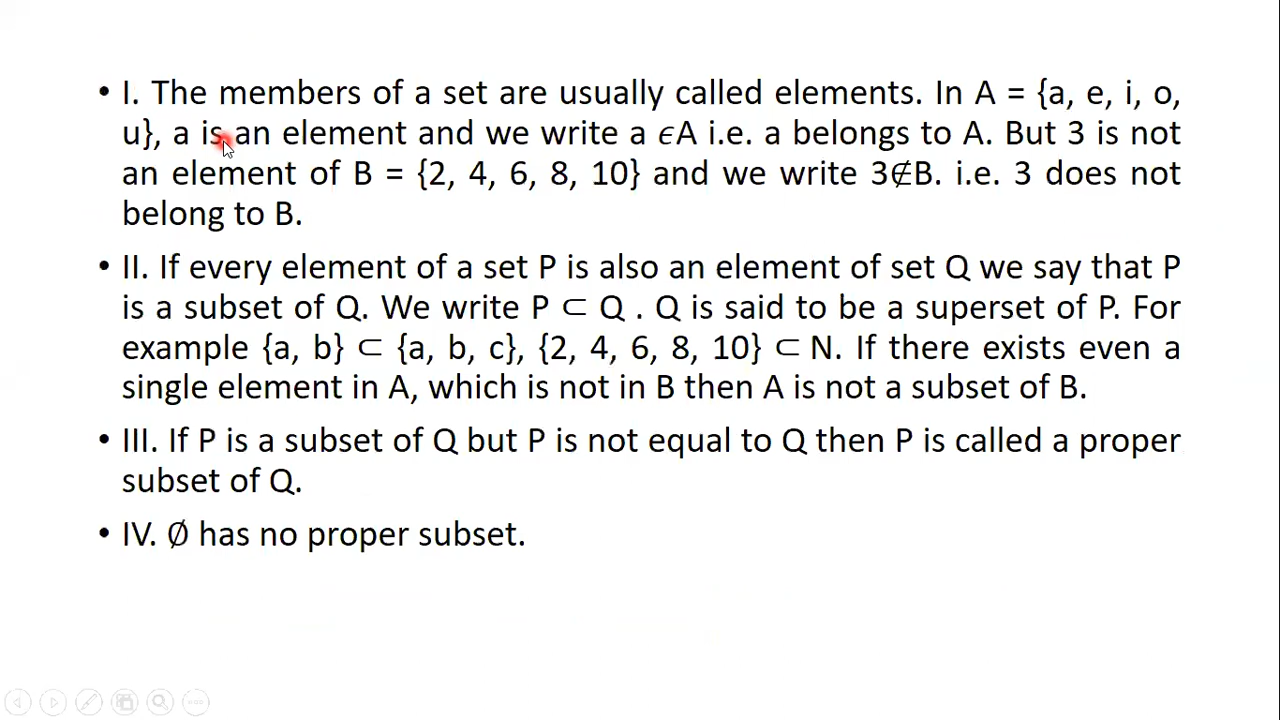 • I. The members of a set are usually called elements. In A = {a, e, i, o,
u}, a is an element and we write a ϵA i.e. a belongs to A. But 3 is not
an element of B = {2, 4, 6, 8, 10} and we write 3∉B. i.e. 3 does not
belong to B.
• II. If every element of a set P is also an element of set Q we say that P
is a subset of Q. We write P ⊂ Q . Q is said to be a superset of P. For
example {a, b} ⊂ {a, b, c}, {2, 4, 6, 8, 10} ⊂ N. If there exists even a
single element in A, which is not in B then A is not a subset of B.
• III. If P is a subset of Q but P is not equal to Q then P is called a proper
subset of Q.
• IV. ∅ has no proper subset.